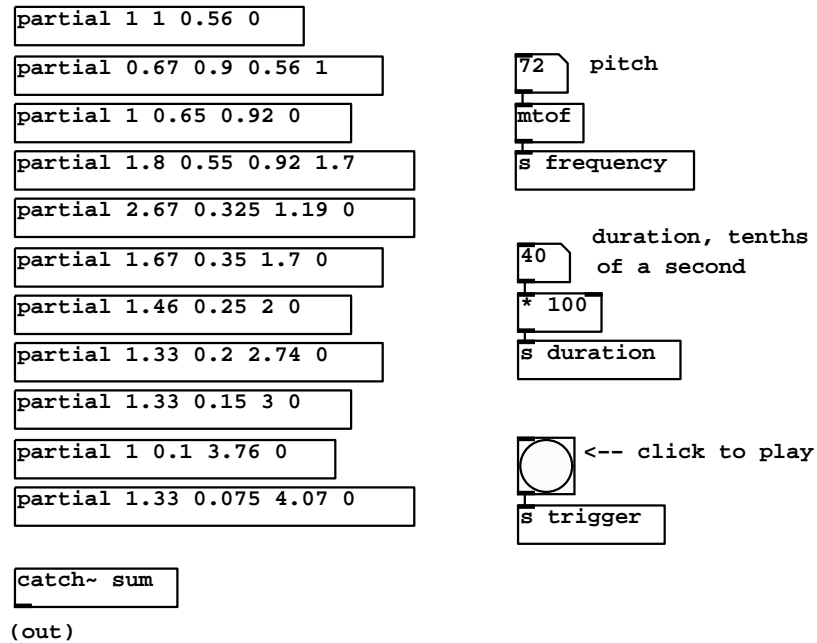 partial 1 1 0.56 0
partial 0.67 0.9 0.56 1
partial 1 0.65 0.92 0
partial 1.8 0.55 0.92 1.7
partial 2.67 0.325 1.19 0
partial 1.67 0.35 1.7 0
partial 1.46 0.25 2 0
partial 1.33 0.2 2.74 0
partial 1.33 0.15 3 0
partial 1 0.1 3.76 0
partial 1.33 0.075 4.07 0
catch~ sum
(out)
72 pitch
mtof
s frequency
duration, tenths
40 of a second
* 100
s duration
<-- click to play
s trigger